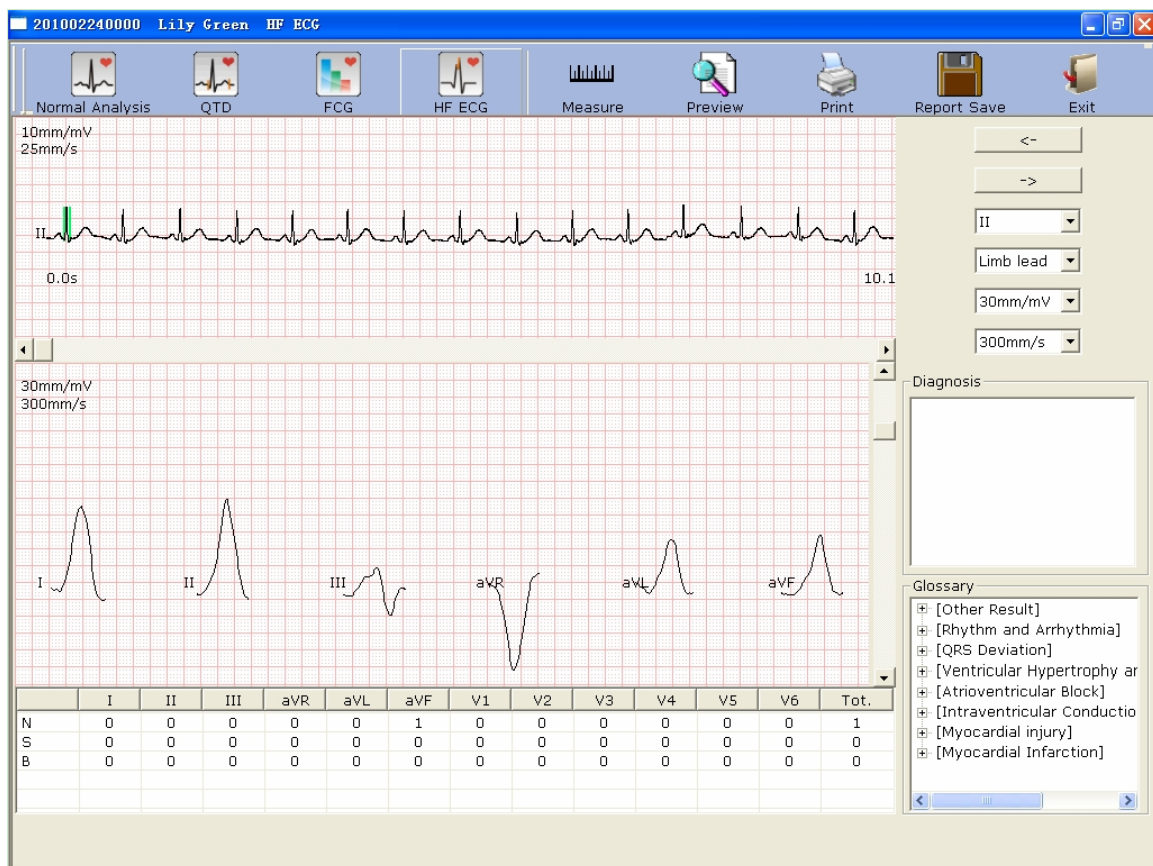 201002240000 Lily Green HF ECG
Normal Analysis QTD FCG HF ECG Measure Preview Print Report Save Exit
10mm/mV
25mm/s
II
0.0s 10.1
<-
->
II
Limb lead
30mm/mV
300mm/s
30mm/mV
300mm/s
I II III aVR aVL aVF
I II III aVR aVL aVF V1 V2 V3 V4 V5 V6 Tot.
N 0 0 0 0 0 1 0 0 0 0 0 0 1
S 0 0 0 0 0 0 0 0 0 0 0 0 0
B 0 0 0 0 0 0 0 0 0 0 0 0 0
Diagnosis
Glossary
[Other Result]
[Rhythm and Arrhythmia]
[QRS Deviation]
[Ventricular Hypertrophy ar
[Atrioventricular Block]
[Intraventricular Conductio
[Myocardial injury]
[Myocardial Infarction]